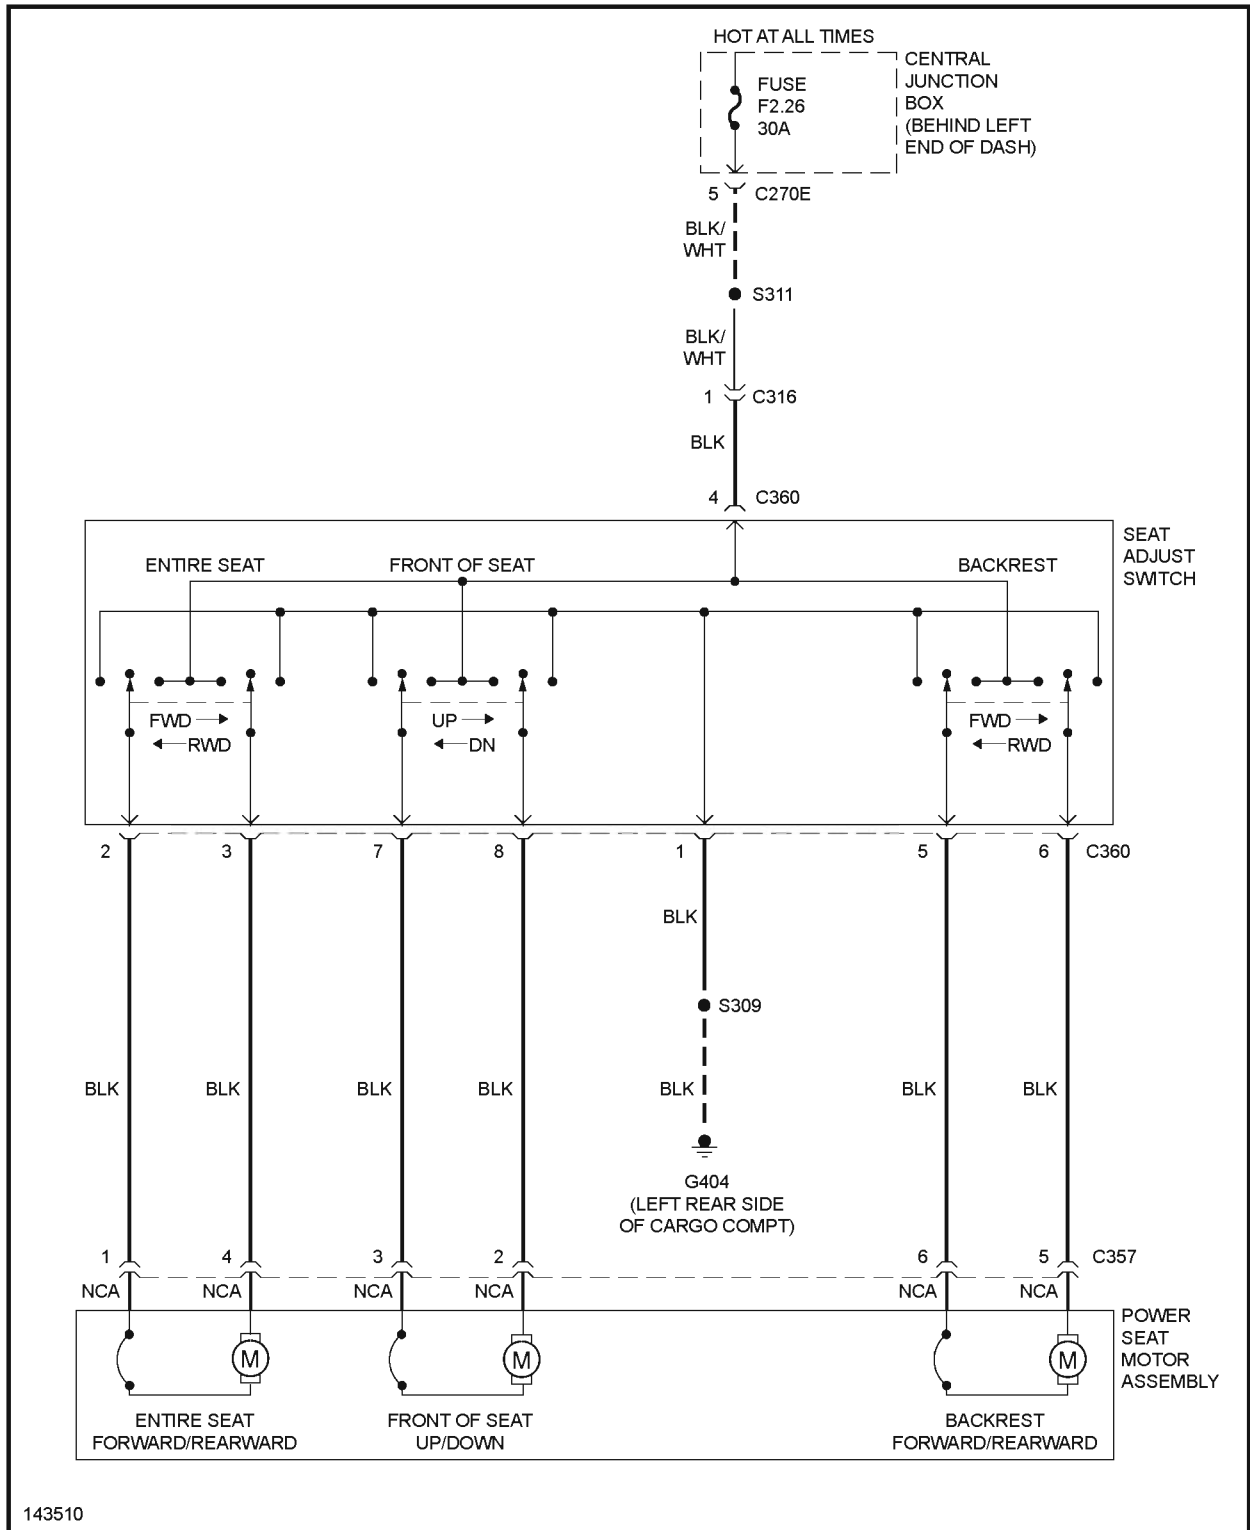 HOT AT ALL TIMES
FUSE
F2.26
30A
CENTRAL
JUNCTION
BOX
(BEHIND LEFT
END OF DASH)
5 C270E
BLK/
WHT
S311
BLK/
WHT
1 C316
BLK
4 C360
SEAT
ADJUST
SWITCH
ENTIRE SEAT FRONT OF SEAT BACKREST
FWD UP FWD
RWD DN RWD
2 3 7 8 1 5 6 C360
BLK
S309
BLK BLK BLK BLK BLK BLK BLK
G404
(LEFT REAR SIDE
OF CARGO COMPT)
1 4 3 2 6 5 C357
NCA NCA NCA NCA NCA NCA
POWER
SEAT
MOTOR
ASSEMBLY
M M M
ENTIRE SEAT
FORWARD/REARWARD
FRONT OF SEAT
UP/DOWN
BACKREST
FORWARD/REARWARD
143510